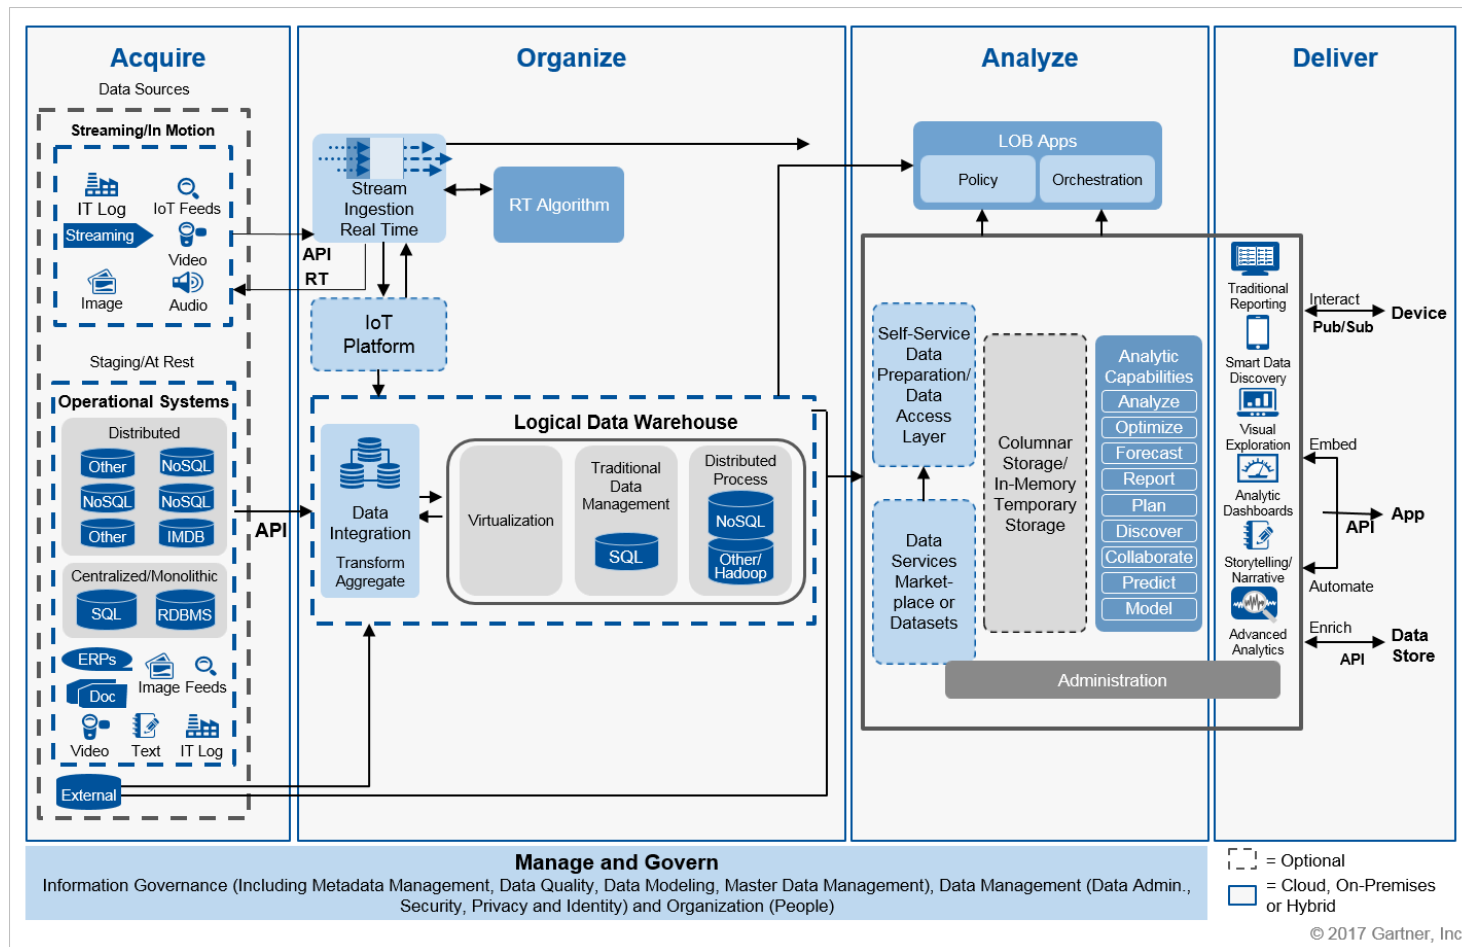 Acquire
Data Sources
Streaming/In Motion
IT Log
IoT Feeds
Streaming
Video
Image
Audio
Staging/At Rest
Operational Systems
Distributed
Other
NoSQL
NoSQL
NoSQL
Other
IMDB
Centralized/Monolithic
SQL
RDBMS
ERPs
Doc
Image
Feeds
Video
Text
IT Log
External
API
RT
API
Organize
Stream
Ingestion
Real Time
RT Algorithm
IoT
Platform
Logical Data Warehouse
Data
Integration
Transform
Aggregate
Virtualization
Traditional
Data
Management
SQL
Distributed
Process
NoSQL
Other/
Hadoop
Analyze
LOB Apps
Policy
Orchestration
Self-Service
Data
Preparation/
Data
Access
Layer
Data
Services
Market-
place or
Datasets
Columnar
Storage/
In-Memory
Temporary
Storage
Analytic
Capabilities
Analyze
Optimize
Forecast
Report
Plan
Discover
Collaborate
Predict
Model
Administration
Deliver
Traditional
Reporting
Smart Data
Discovery
Visual
Exploration
Analytic
Dashboards
Storytelling/
Narrative
Advanced
Analytics
Interact
Pub/Sub
Device
Embed
API
App
Automate
Enrich
API
Data
Store
Manage and Govern
Information Governance (Including Metadata Management, Data Quality, Data Modeling, Master Data Management), Data Management (Data Admin.,
Security, Privacy and Identity) and Organization (People)
= Optional
= Cloud, On-Premises
or Hybrid
© 2017 Gartner, Inc